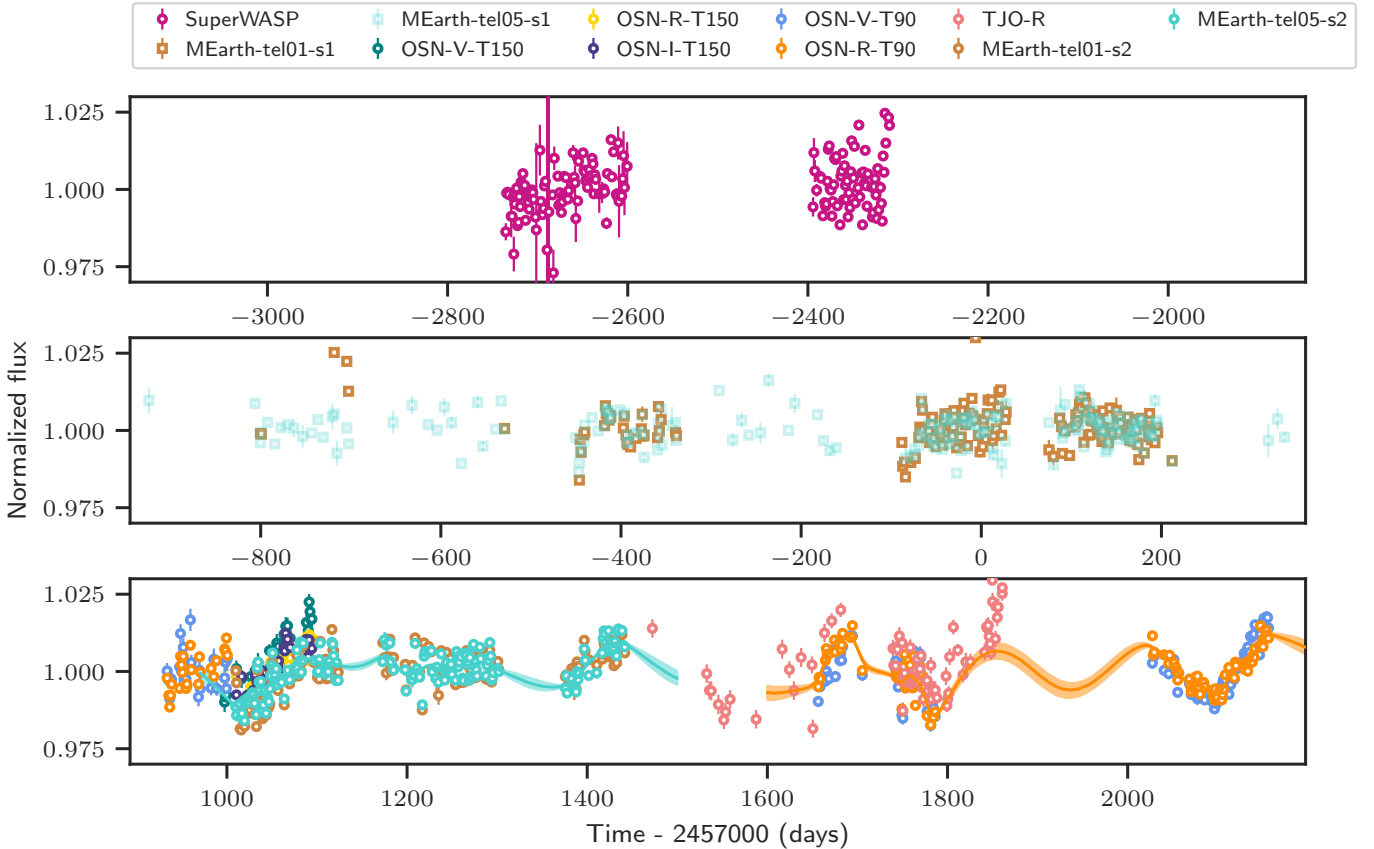 SuperWASP MEarth-tel05-s1 OSN-R-T150 OSN-V-T90 TJO-R MEarth-tel05-s2
MEarth-tel01-s1 OSN-V-T150 OSN-I-T150 OSN-R-T90 MEarth-tel01-s2
1.025
1.000
0.975
−3000 −2800 −2600 −2400 −2200 −2000
Normalized flux
1.025
1.000
0.975
−800 −600 −400 −200 0 200
1.025
1.000
0.975
1000 1200 1400 1600 1800 2000
Time - 2457000 (days)